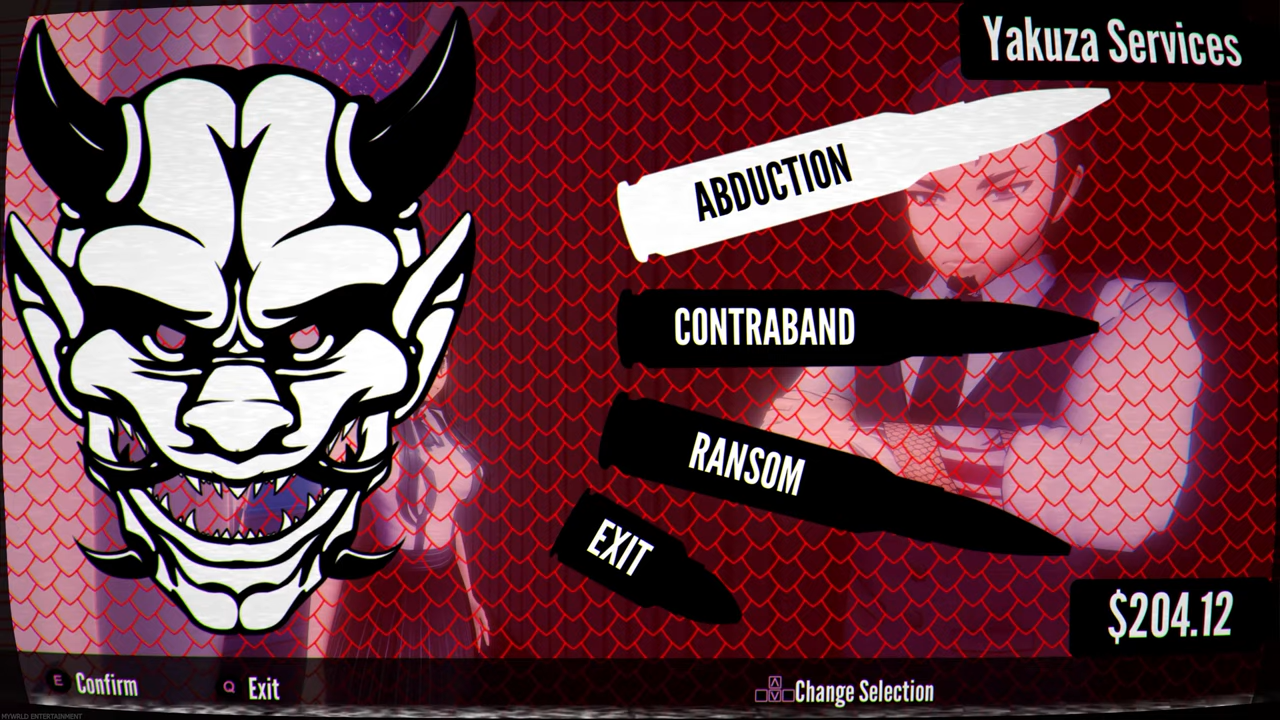 Yakuza Services
ABDUCTION
CONTRABAND
RANSOM
EXIT
$204.12
E Confirm
Q Exit
Change Selection
MYWRLD ENTERTAINMENT